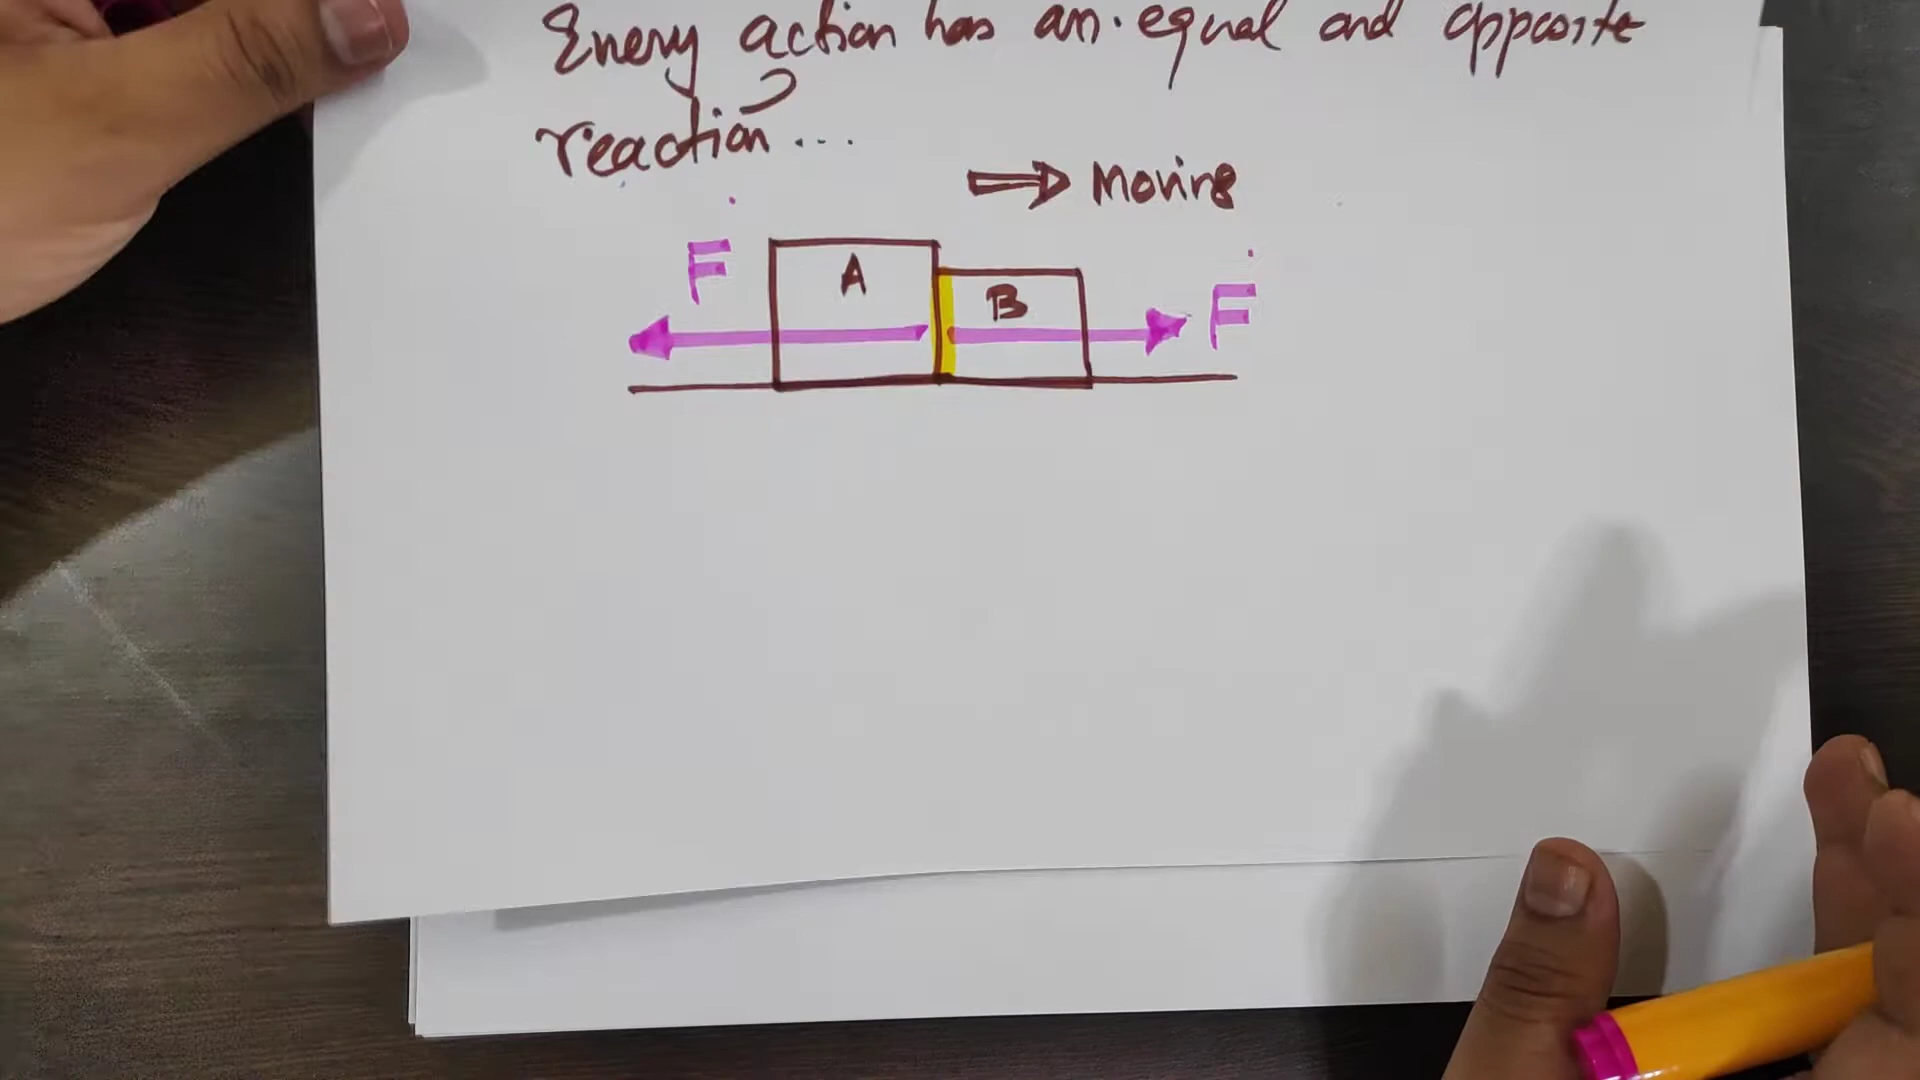 Every action has an equal and opposite
reaction...
⇒ Moving
F
A
B
F